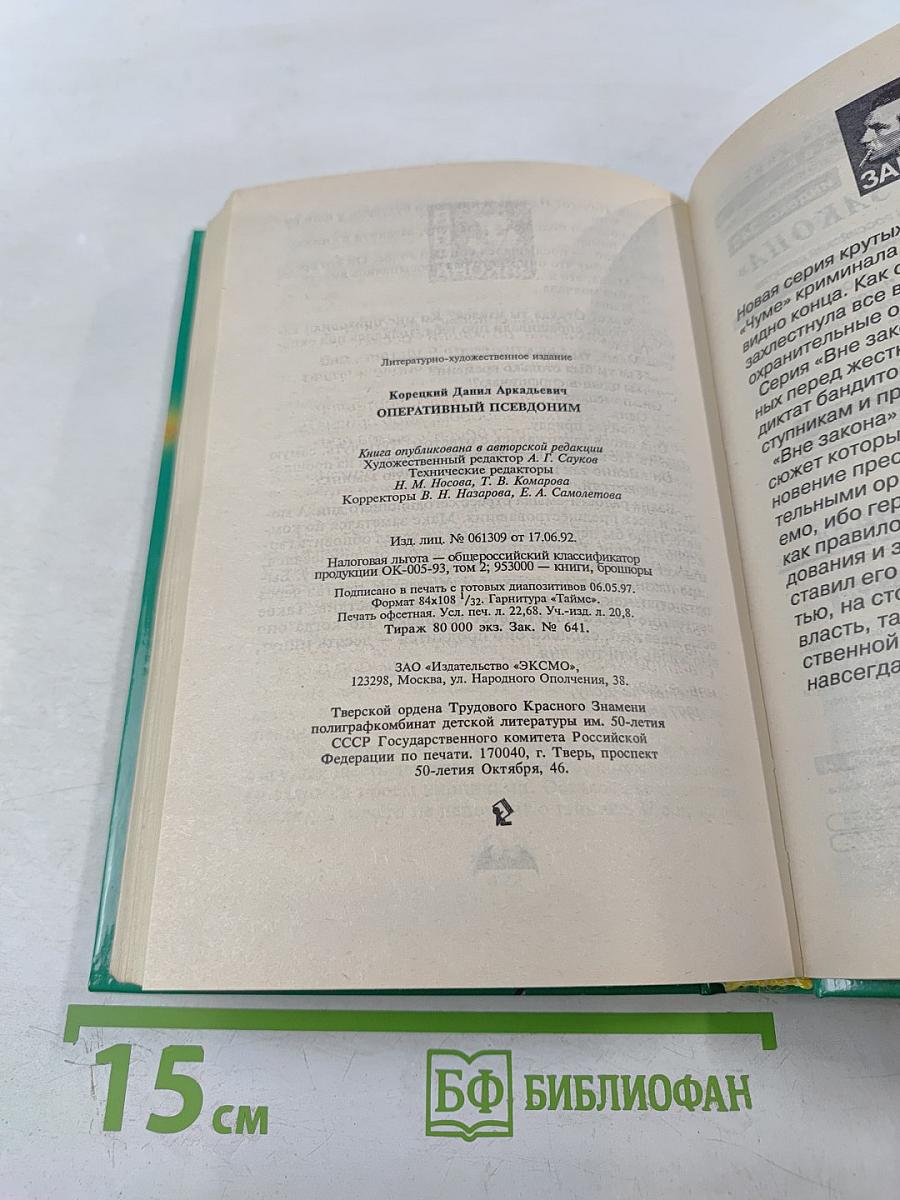 Литературно-художественное издание
Корецкий Данил Аркадьевич
ОПЕРАТИВНЫЙ ПСЕВДОНИМ
Книга опубликована в авторской редакции
Художественный редактор А. Г. Сауков
Технические редакторы
Н. М. Носова, Т. В. Комарова
Корректоры В. Н. Назарова, Е. А. Самолетова
Изд. лиц. № 061309 от 17.06.92.
Налоговая льгота — общероссийский классификатор
продукции ОК-005-93, том 2; 953000 — книги, брошюры
Подписано в печать с готовых диапозитивов 06.05.97.
Формат 84х108 1/32. Гарнитура «Таймс».
Печать офсетная. Усл. печ. л. 22,68. Уч.-изд. л. 20,8.
Тираж 80 000 экз. Зак. № 641.
ЗАО «Издательство «ЭКСМО»,
123298, Москва, ул. Народного Ополчения, 38.
Тверской ордена Трудового Красного Знамени
полиграфкомбинат детской литературы им. 50-летия
СССР Государственного комитета Российской
Федерации по печати. 170040, г. Тверь, проспект
50-летия Октября, 46.
Новая серия крутых
«Чуме» криминала
видно конца. Как с
захлестнула все в
охранительные о
Серия «Вне зако
ных перед жестк
диктат бандито
ступникам и пр
«Вне закона»
сюжет которы
новение прес
тельными ор
емо, ибо гер
как правило
дования и з
ставил его
тью, на сто
власть, та
ственной
навсегда
15 см
БФ БИБЛИОФАН